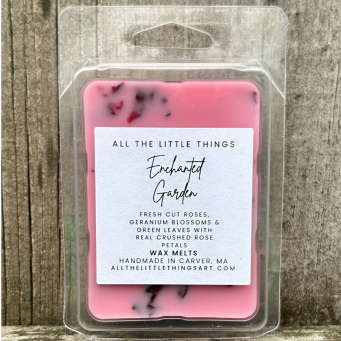 ALL THE LITTLE THINGS
Enchanted
Garden
FRESH CUT ROSES,
GERANIUM BLOSSOMS &
GREEN LEAVES WITH
REAL CRUSHED ROSE
PETALS
WAX MELTS
HANDMADE IN CARVER, MA
ALLTHELITTLETHINGSART.COM